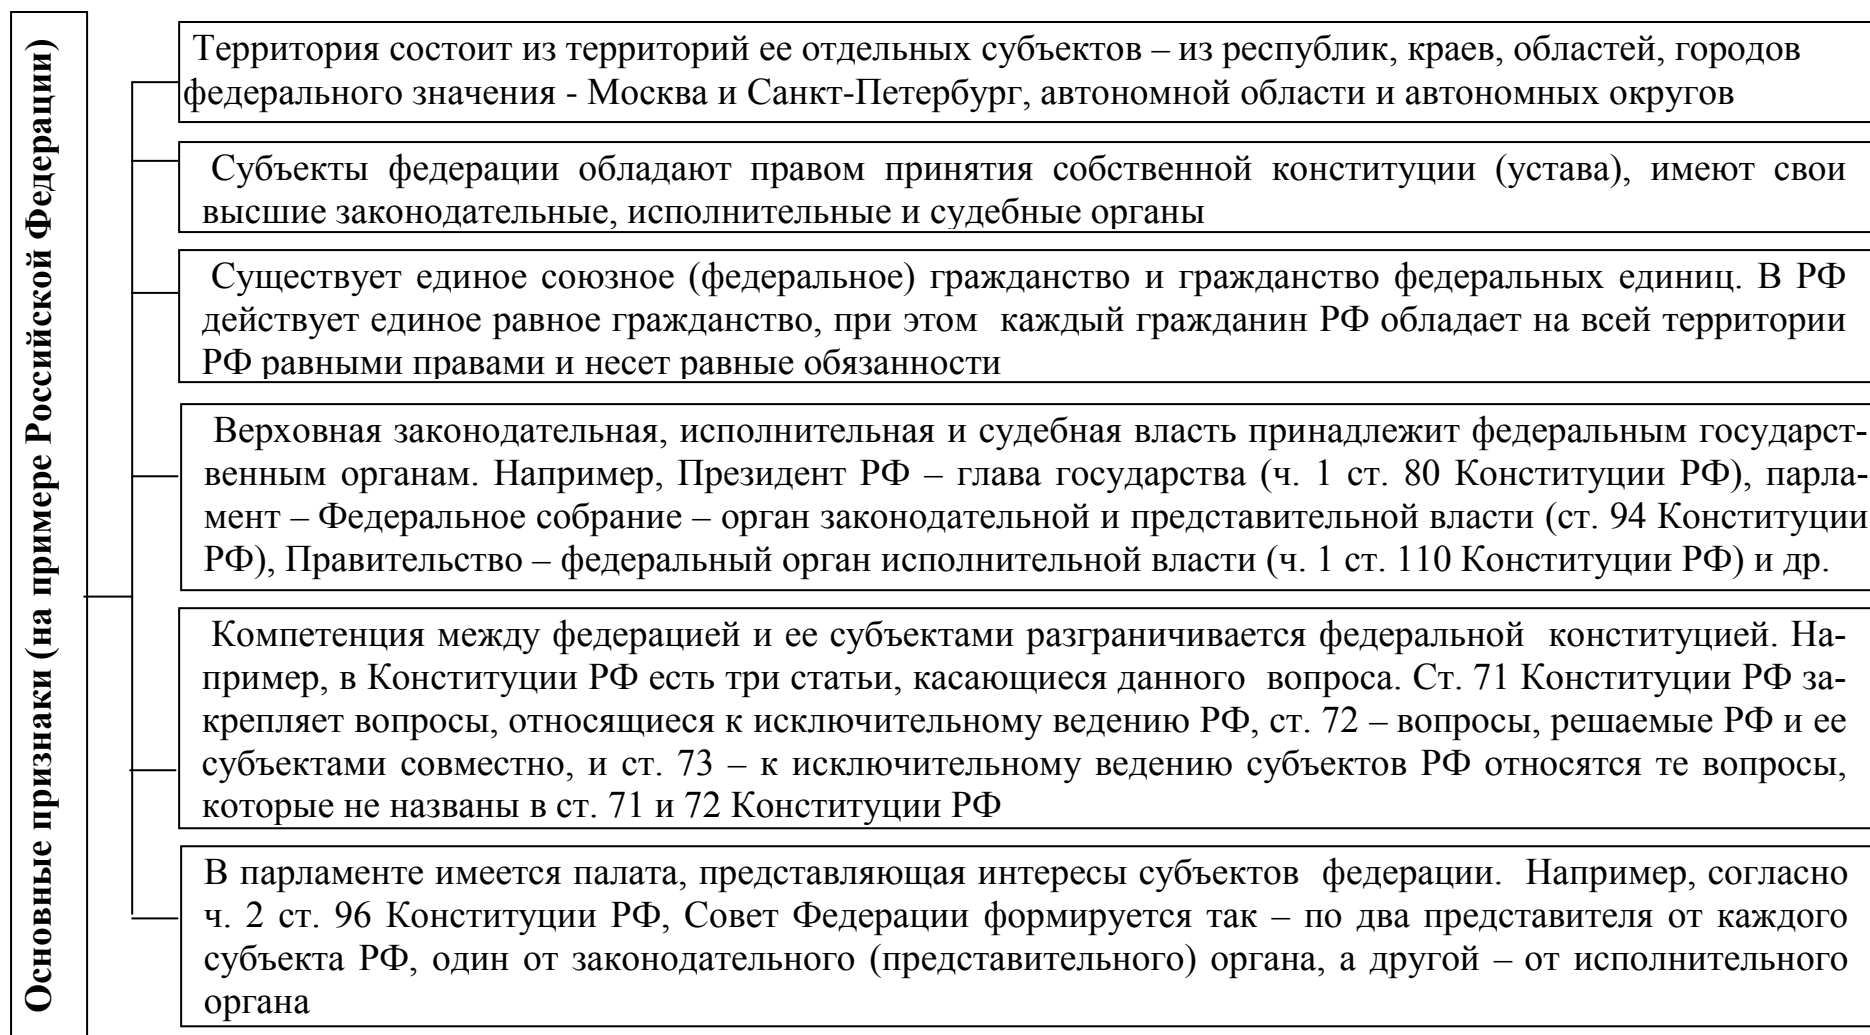 Основные признаки (на примере Российской Федерации)
Территория состоит из территорий ее отдельных субъектов – из республик, краев, областей, городов
федерального значения - Москва и Санкт-Петербург, автономной области и автономных округов
Субъекты федерации обладают правом принятия собственной конституции (устава), имеют свои
высшие законодательные, исполнительные и судебные органы
Существует единое союзное (федеральное) гражданство и гражданство федеральных единиц. В РФ
действует единое равное гражданство, при этом каждый гражданин РФ обладает на всей территории
РФ равными правами и несет равные обязанности
Верховная законодательная, исполнительная и судебная власть принадлежит федеральным государст-
венным органам. Например, Президент РФ – глава государства (ч. 1 ст. 80 Конституции РФ), парла-
мент – Федеральное собрание – орган законодательной и представительной власти (ст. 94 Конституции
РФ), Правительство – федеральный орган исполнительной власти (ч. 1 ст. 110 Конституции РФ) и др.
Компетенция между федерацией и ее субъектами разграничивается федеральной конституцией. На-
пример, в Конституции РФ есть три статьи, касающиеся данного вопроса. Ст. 71 Конституции РФ за-
крепляет вопросы, относящиеся к исключительному ведению РФ, ст. 72 – вопросы, решаемые РФ и ее
субъектами совместно, и ст. 73 – к исключительному ведению субъектов РФ относятся те вопросы,
которые не названы в ст. 71 и 72 Конституции РФ
В парламенте имеется палата, представляющая интересы субъектов федерации. Например, согласно
ч. 2 ст. 96 Конституции РФ, Совет Федерации формируется так – по два представителя от каждого
субъекта РФ, один от законодательного (представительного) органа, а другой – от исполнительного
органа